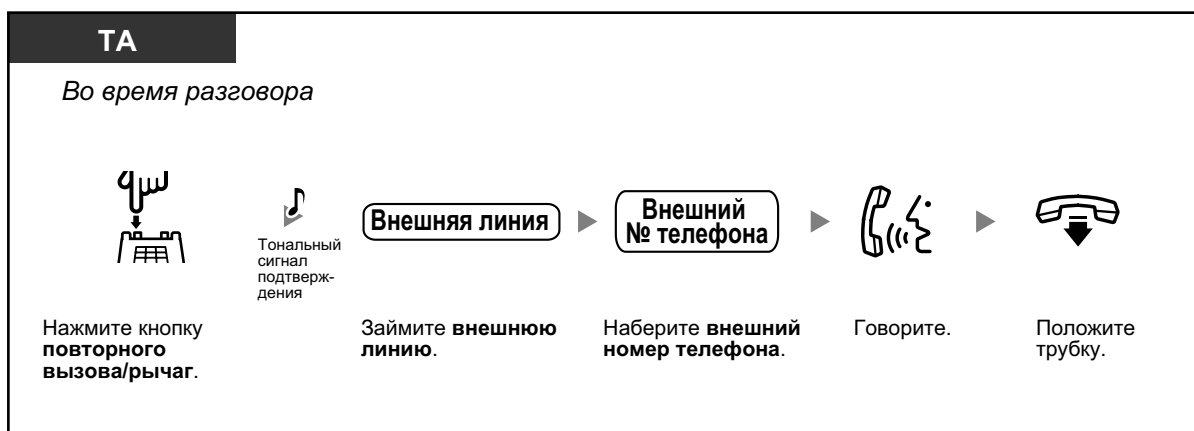 ТА
Во время разговора
Тональный
сигнал
подтверж-
дения
Внешняя линия
Внешний
№ телефона
Нажмите кнопку
повторного
вызова/рычаг.
Займите внешнюю
линию.
Наберите внешний
номер телефона.
Говорите.
Положите
трубку.